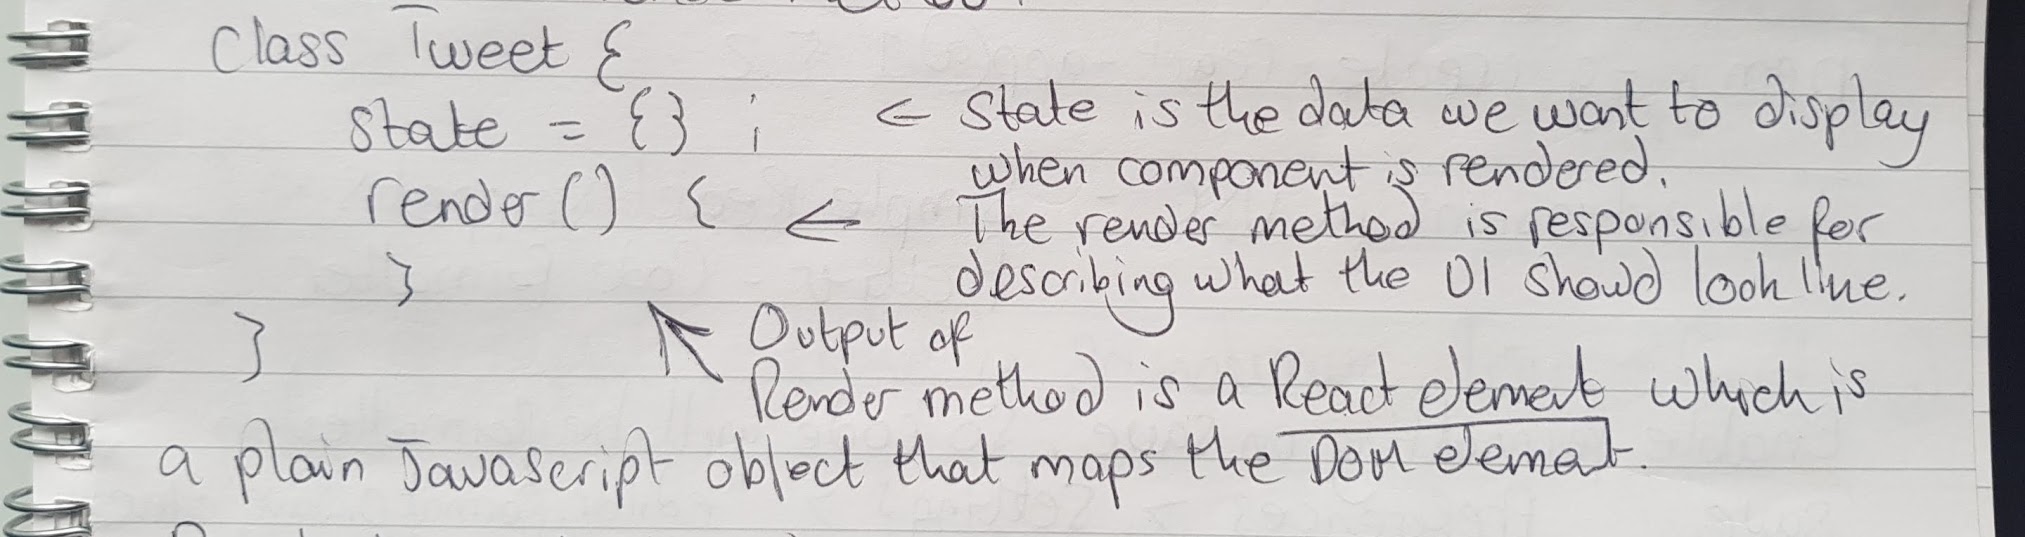 Class Tweet {
state = {} ; ← State is the data we want to display
when component is rendered.
render() { ← The render method is responsible for
describing what the UI should look like.
}
} ↖ Output of
Render method is a React element which is
a plain Javascript object that maps the DOM element.